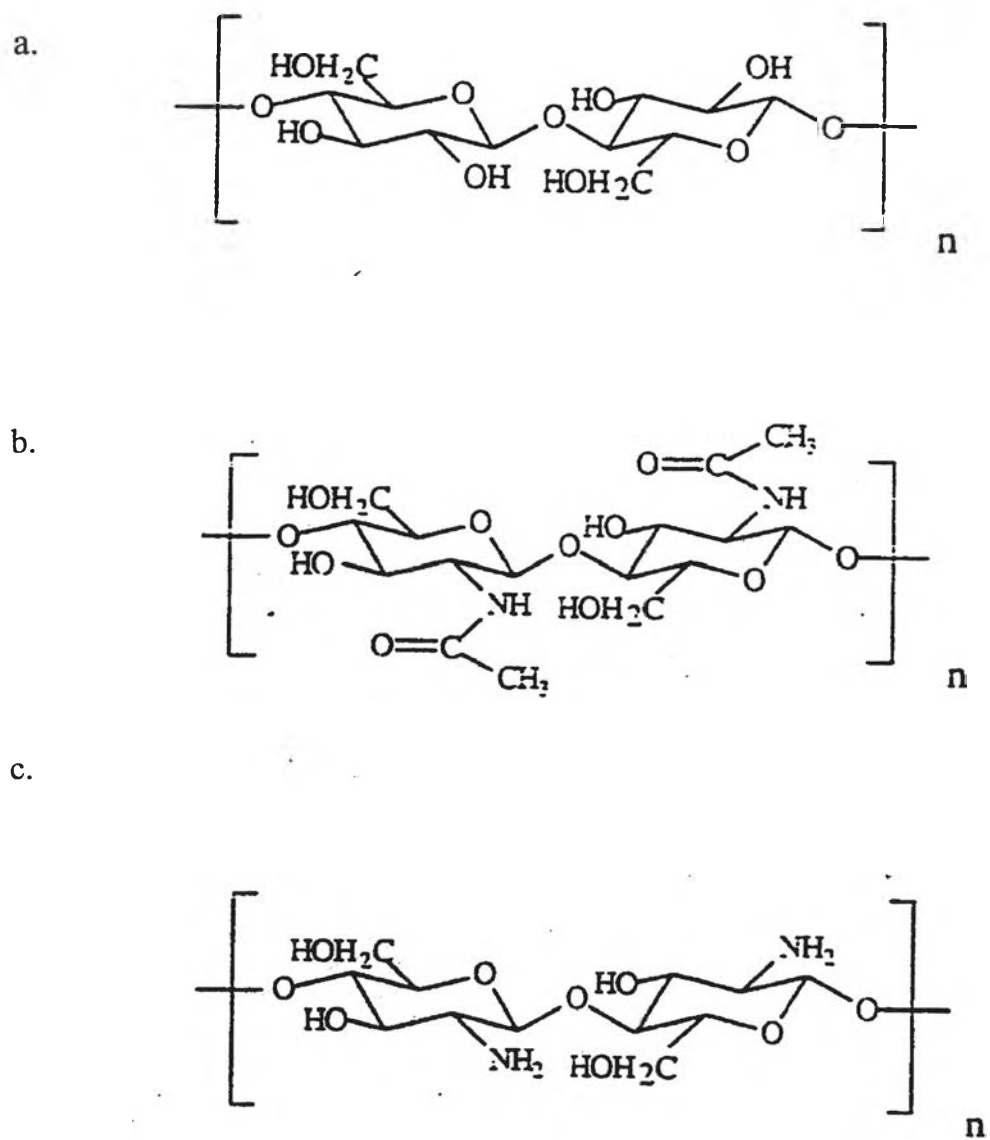 a.
HOH₂C O OH
O HO O
HO O
OH HOH₂C O
n
b.
CH₃
O=C
HOH₂C O NH
O HO
HO O O
NH HOH₂C O
O=C
CH₃
n
c.
HOH₂C O NH₂
O O HO O
HO O
NH₂ HOH₂C
n